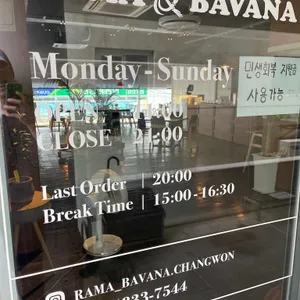 & BAVANA
Monday - Sunday
민생회복 지원금
사용가능
CLOSE 21:00
Last Order | 20:00
Break Time | 15:00-16:30
RAMA_BAVANA.CHANGWON
-7544